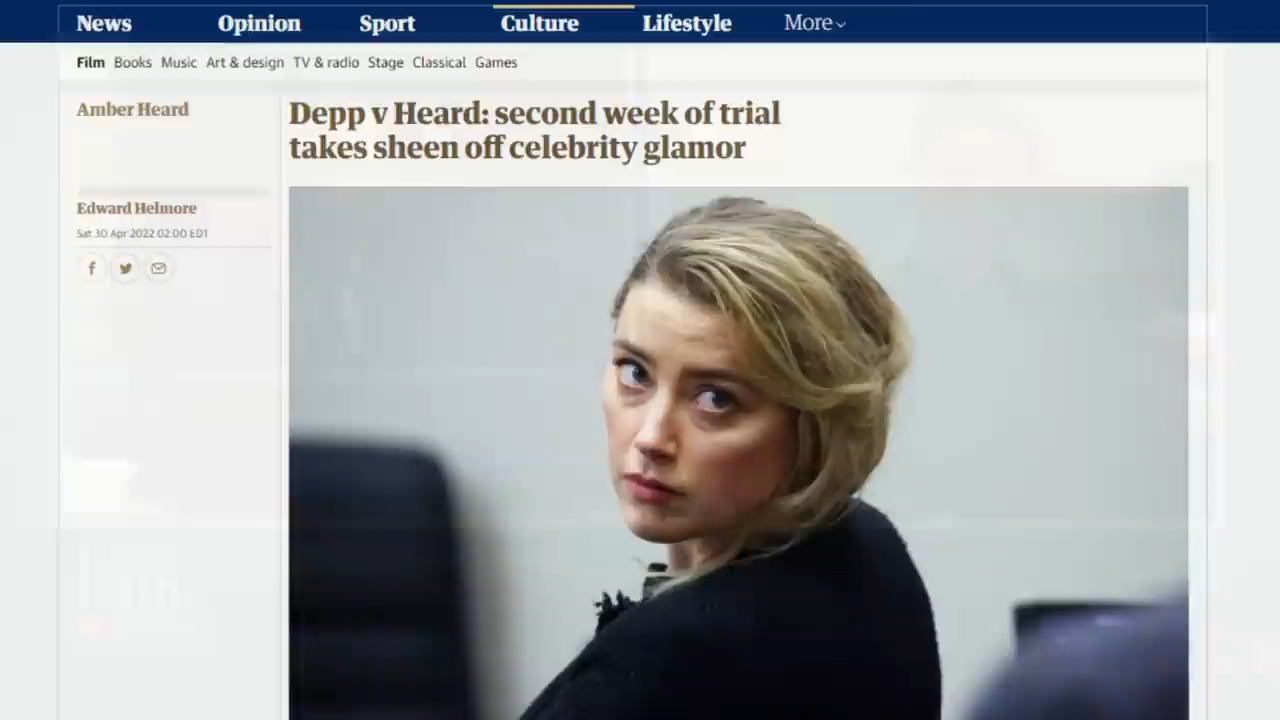 News Opinion Sport Culture Lifestyle More
Film Books Music Art & design TV & radio Stage Classical Games
Amber Heard
Depp v Heard: second week of trial
takes sheen off celebrity glamor
Edward Helmore
Sat 30 Apr 2022 02.00 EDT